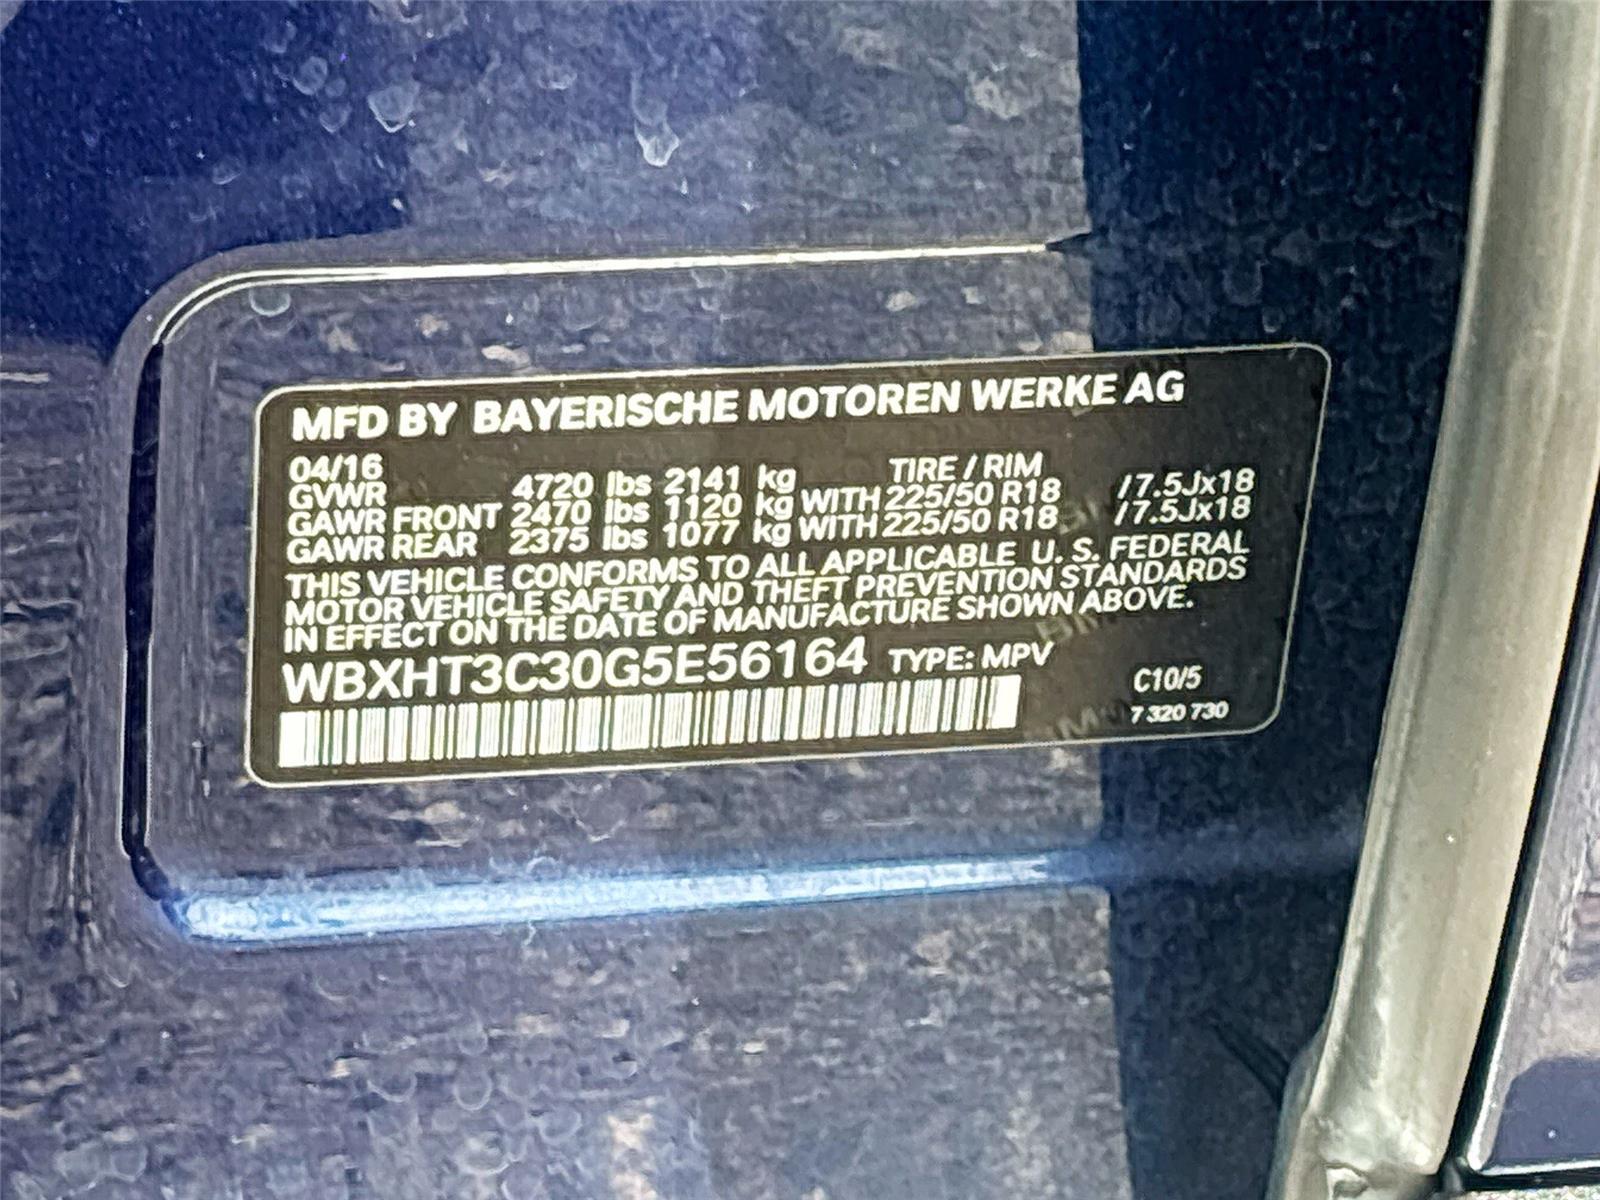 MFD BY BAYERISCHE MOTOREN WERKE AG
04/16 TIRE / RIM
GVWR 4720 lbs 2141 kg
GAWR FRONT 2470 lbs 1120 kg WITH 225/50 R18 /7.5Jx18
GAWR REAR 2375 lbs 1077 kg WITH 225/50 R18 /7.5Jx18
THIS VEHICLE CONFORMS TO ALL APPLICABLE U. S. FEDERAL
MOTOR VEHICLE SAFETY AND THEFT PREVENTION STANDARDS
IN EFFECT ON THE DATE OF MANUFACTURE SHOWN ABOVE.
WBXHT3C30G5E56164 TYPE: MPV
C10/5
7 320 730